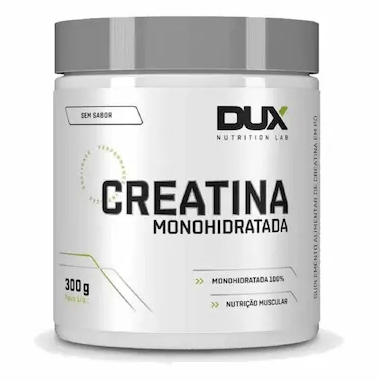 SEM SABOR
DUX
NUTRITION LAB
CREATINA
MONOHIDRATADA
300 g
MONOHIDRATADA 100%
NUTRIÇÃO MUSCULAR
SUPLEMENTO ALIMENTAR DE CREATINA EM PÓ